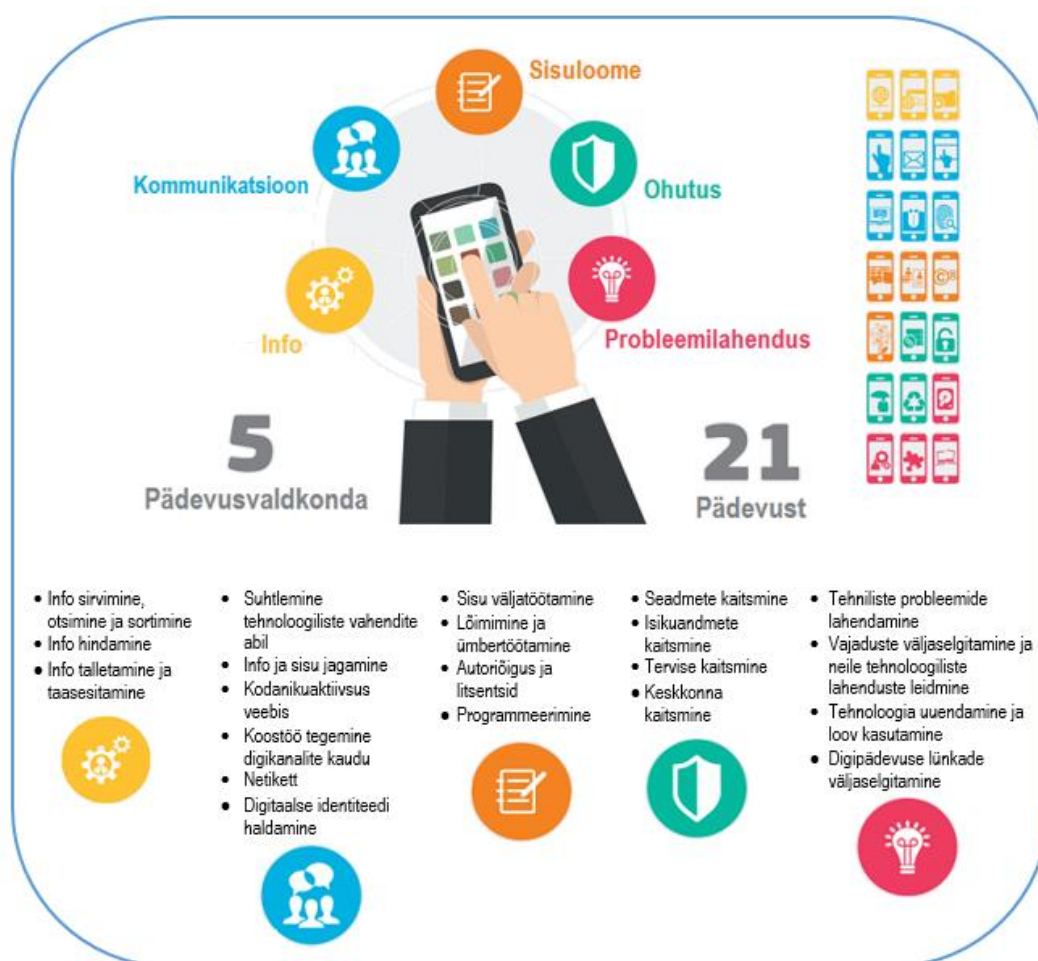 Sisuloome
Kommunikatsioon
Ohutus
Info
Probleemilahendus
5
Pädevusvaldkonda
21
Pädevust
• Info sirvimine,
otsimine ja sortimine
• Info hindamine
• Info talletamine ja
taasesitamine
• Suhtlemine
tehnoloogiliste vahendite
abil
• Info ja sisu jagamine
• Kodanikuaktiivsus
veebis
• Koostöö tegemine
digikanalite kaudu
• Netikett
• Digitaalse identiteedi
haldamine
• Sisu väljatöötamine
• Lõimimine ja
ümbertöötamine
• Autoriõigus ja
litsentsid
• Programmeerimine
• Seadmete kaitsmine
• Isikuandmete
kaitsmine
• Tervise kaitsmine
• Keskkonna
kaitsmine
• Tehniliste probleemide
lahendamine
• Vajaduste väljaselgitamine ja
neile tehnoloogiliste
lahenduste leidmine
• Tehnoloogia uuendamine ja
loov kasutamine
• Digipädevuse lünkade
väljaselgitamine